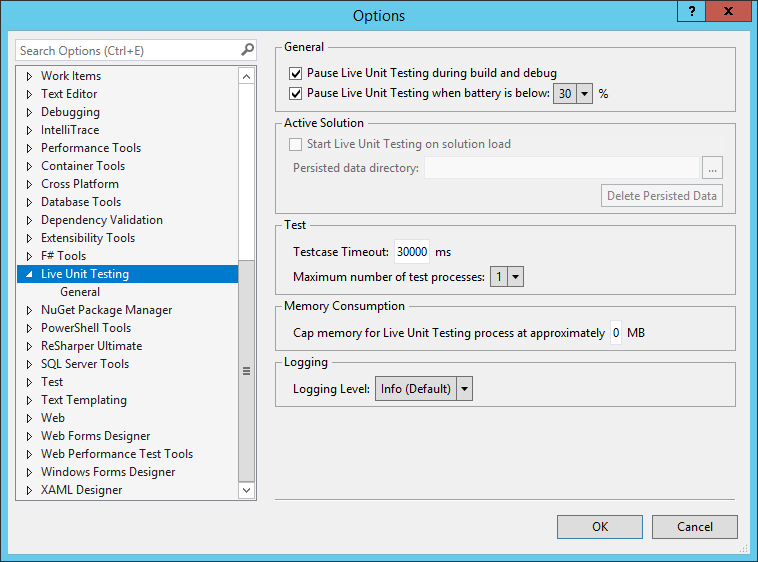 Options
?
x
Search Options (Ctrl+E)
Work Items
Text Editor
Debugging
IntelliTrace
Performance Tools
Container Tools
Cross Platform
Database Tools
Dependency Validation
Extensibility Tools
F# Tools
Live Unit Testing
General
NuGet Package Manager
PowerShell Tools
ReSharper Ultimate
SQL Server Tools
Test
Text Templating
Web
Web Forms Designer
Web Performance Test Tools
Windows Forms Designer
XAML Designer
General
Pause Live Unit Testing during build and debug
Pause Live Unit Testing when battery is below: 30 %
Active Solution
Start Live Unit Testing on solution load
Persisted data directory: ...
Delete Persisted Data
Test
Testcase Timeout: 30000 ms
Maximum number of test processes: 1
Memory Consumption
Cap memory for Live Unit Testing process at approximately 0 MB
Logging
Logging Level: Info (Default)
OK
Cancel